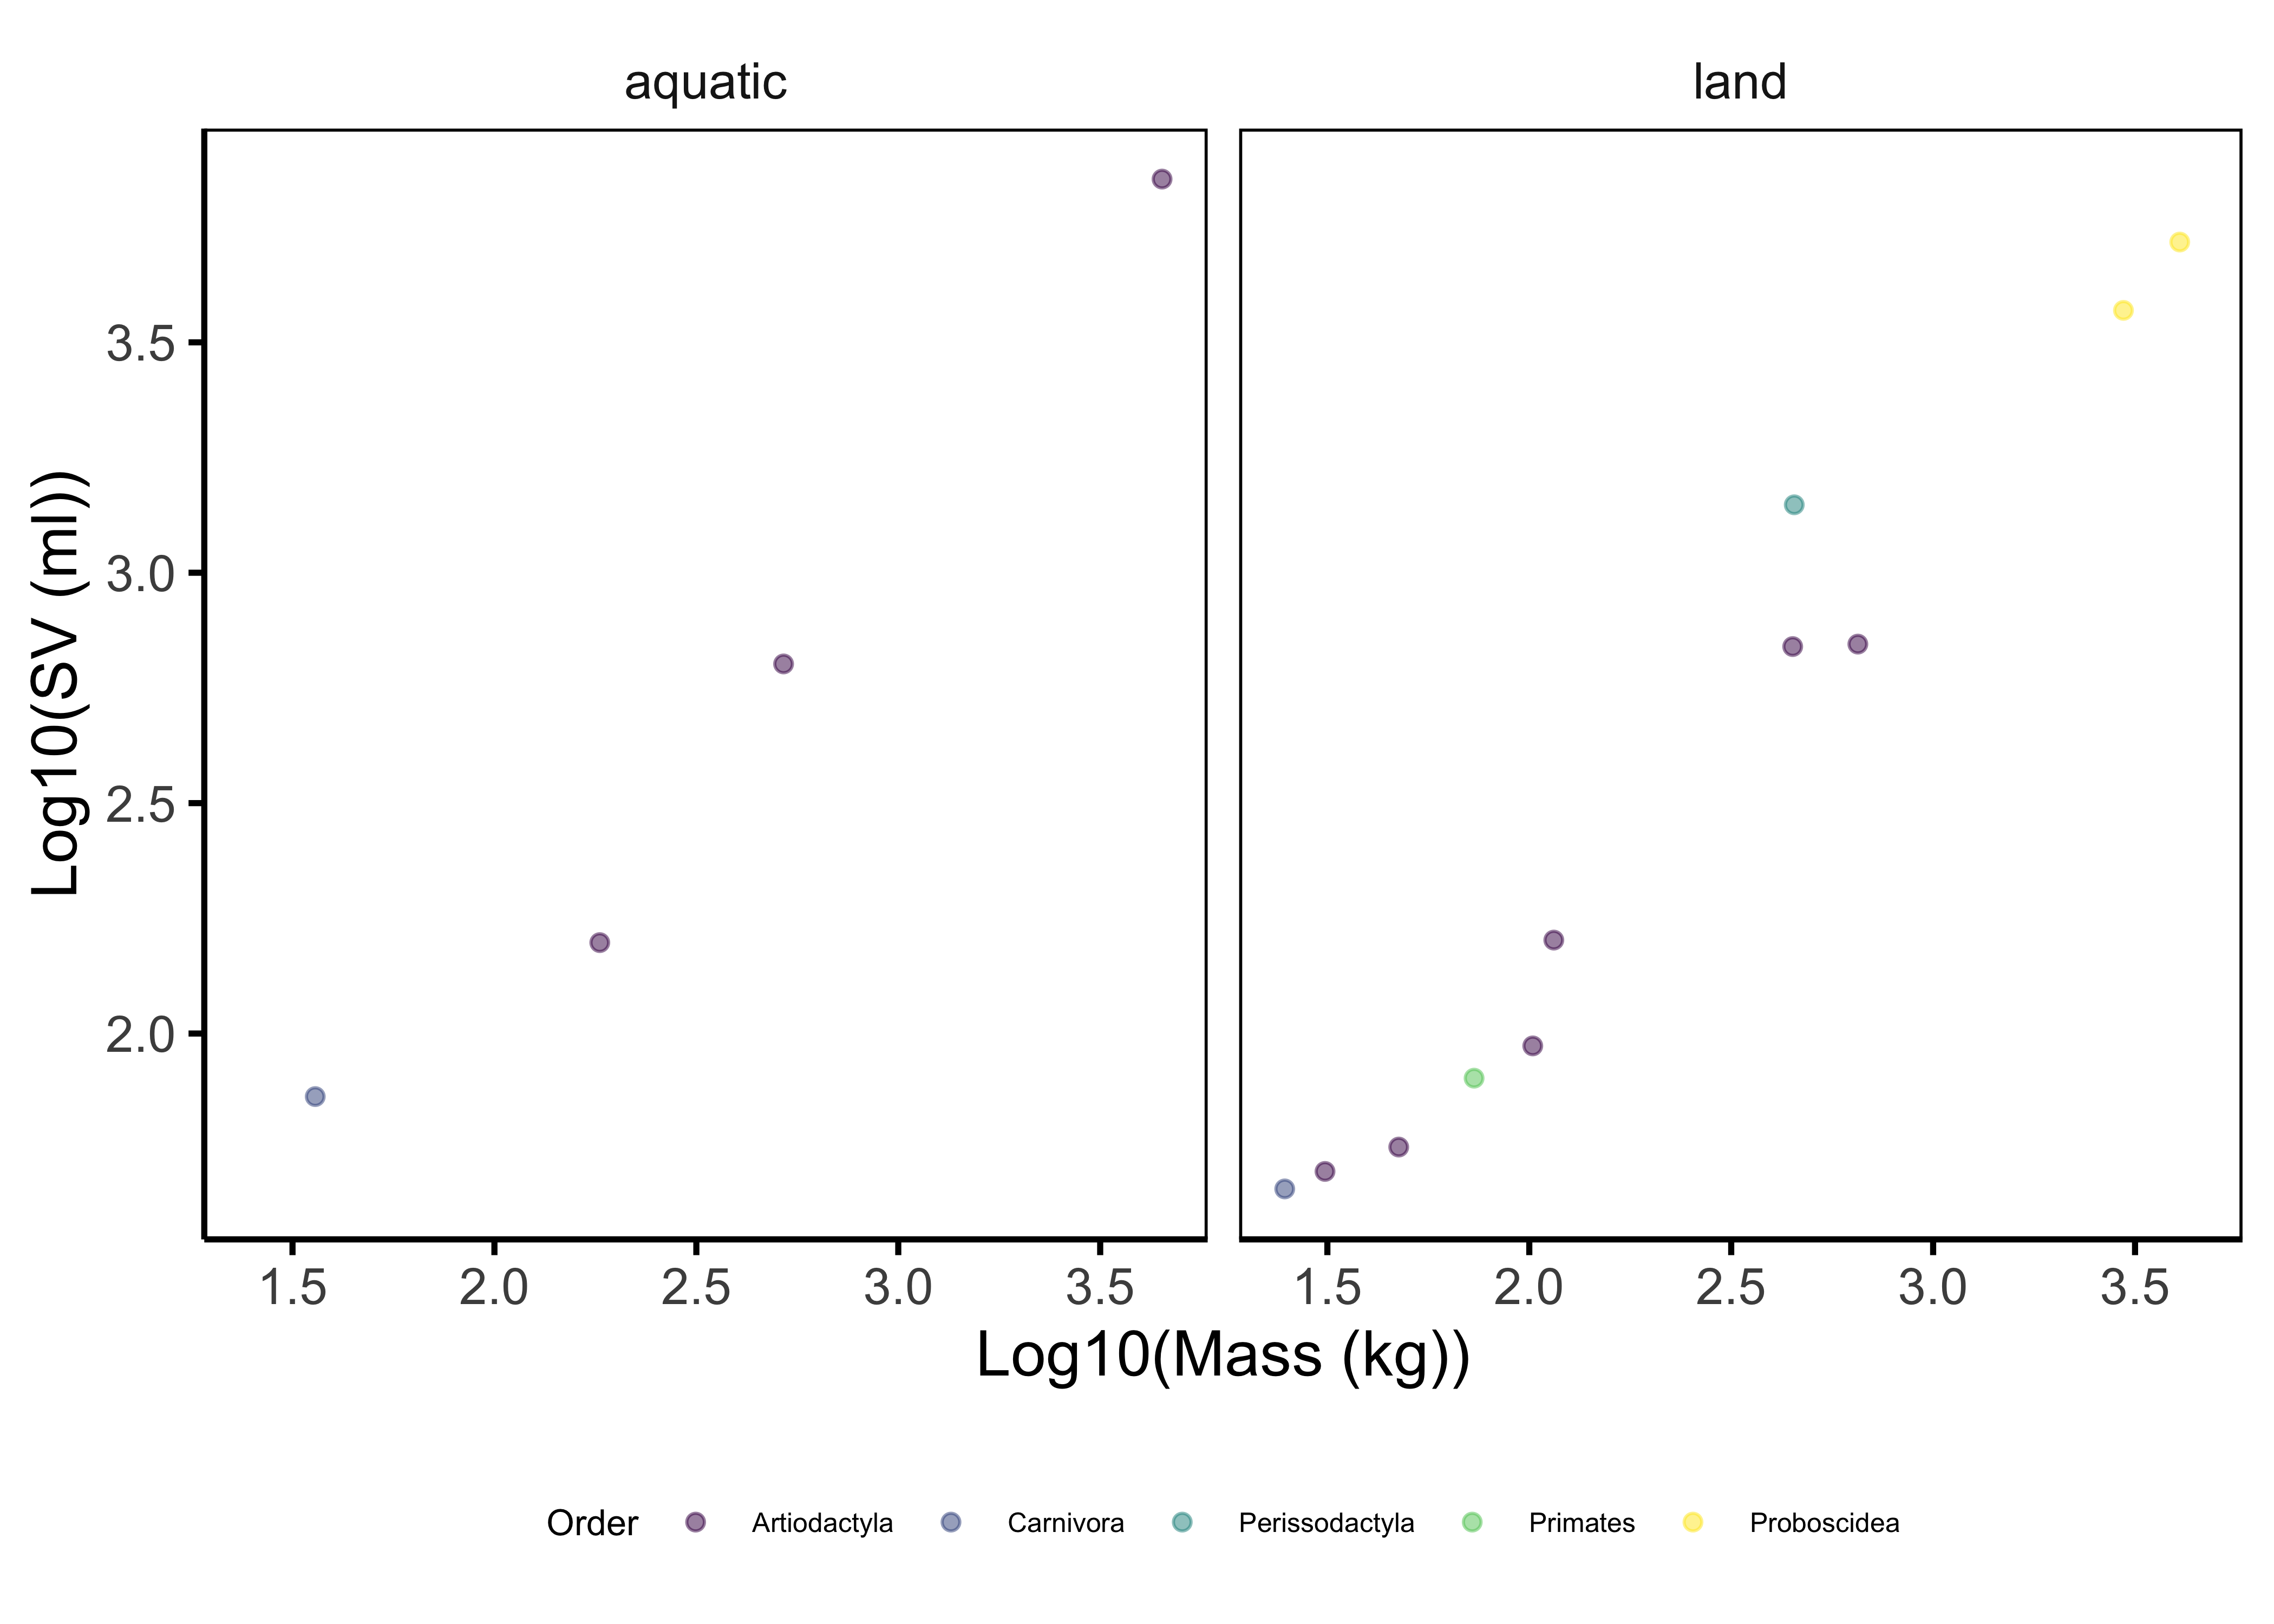 aquatic land
3.5
3.0
2.5
2.0
Log10(SV (ml))
1.5 2.0 2.5 3.0 3.5 1.5 2.0 2.5 3.0 3.5
Log10(Mass (kg))
Order Artiodactyla Carnivora Perissodactyla Primates Proboscidea